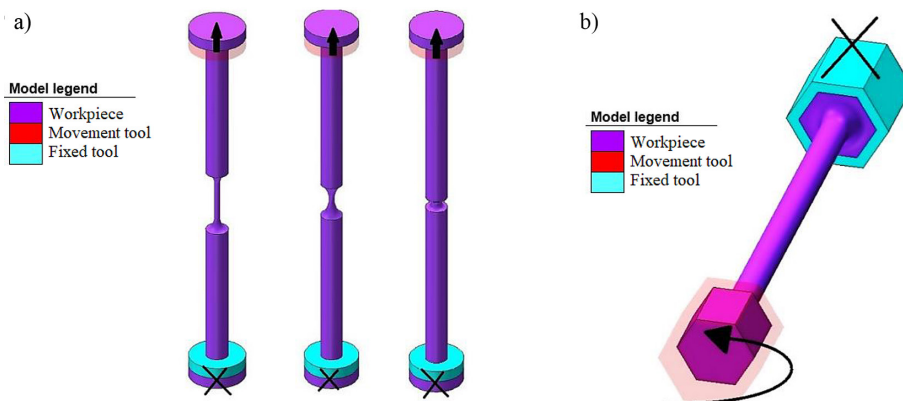 a)
Model legend
Workpiece
Movement tool
Fixed tool
b)
Model legend
Workpiece
Movement tool
Fixed tool